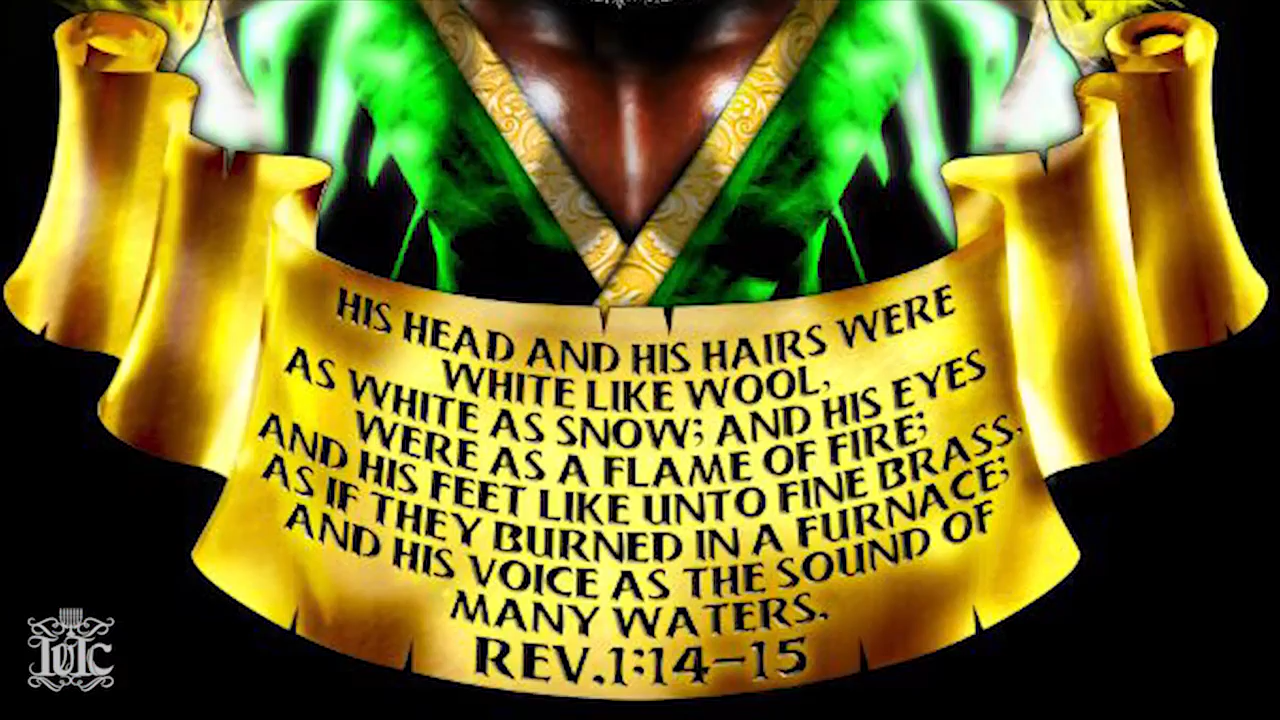 HIS HEAD AND HIS HAIRS WERE
WHITE LIKE WOOL,
AS WHITE AS SNOW; AND HIS EYES
WERE AS A FLAME OF FIRE;
AND HIS FEET LIKE UNTO FINE BRASS,
AS IF THEY BURNED IN A FURNACE;
AND HIS VOICE AS THE SOUND OF
MANY WATERS.
REV.1:14-15
IUIC